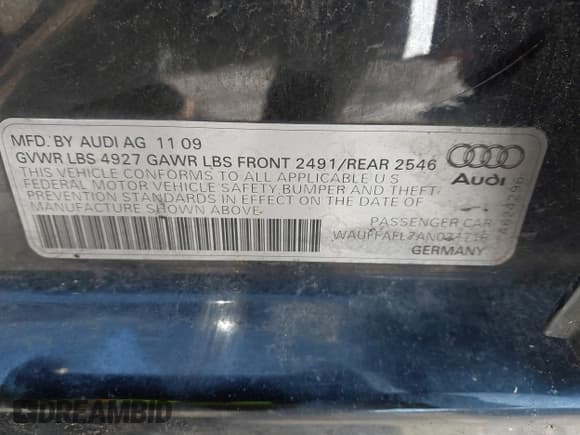 MFD. BY AUDI AG 11 09
GVWR LBS 4927 GAWR LBS FRONT 2491/REAR 2546
THIS VEHICLE CONFORMS TO ALL APPLICABLE U S
FEDERAL MOTOR VEHICLE SAFETY, BUMPER AND THEFT
PREVENTION STANDARDS IN EFFECT ON THE DATE OF
MANUFACTURE SHOWN ABOVE.
Audi
PASSENGER CAR
GERMANY
DREAMBID